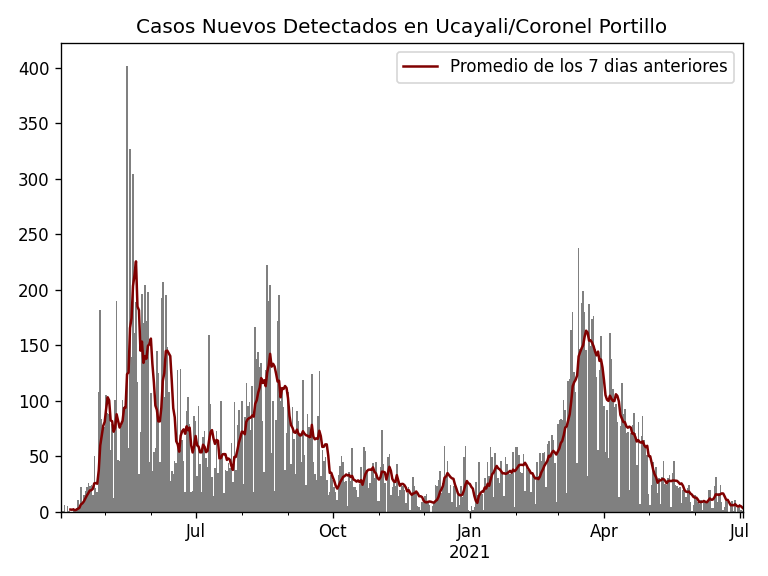 Casos Nuevos Detectados en Ucayali/Coronel Portillo
Promedio de los 7 dias anteriores
400
350
300
250
200
150
100
50
0
Jul
Oct
Jan
2021
Apr
Jul